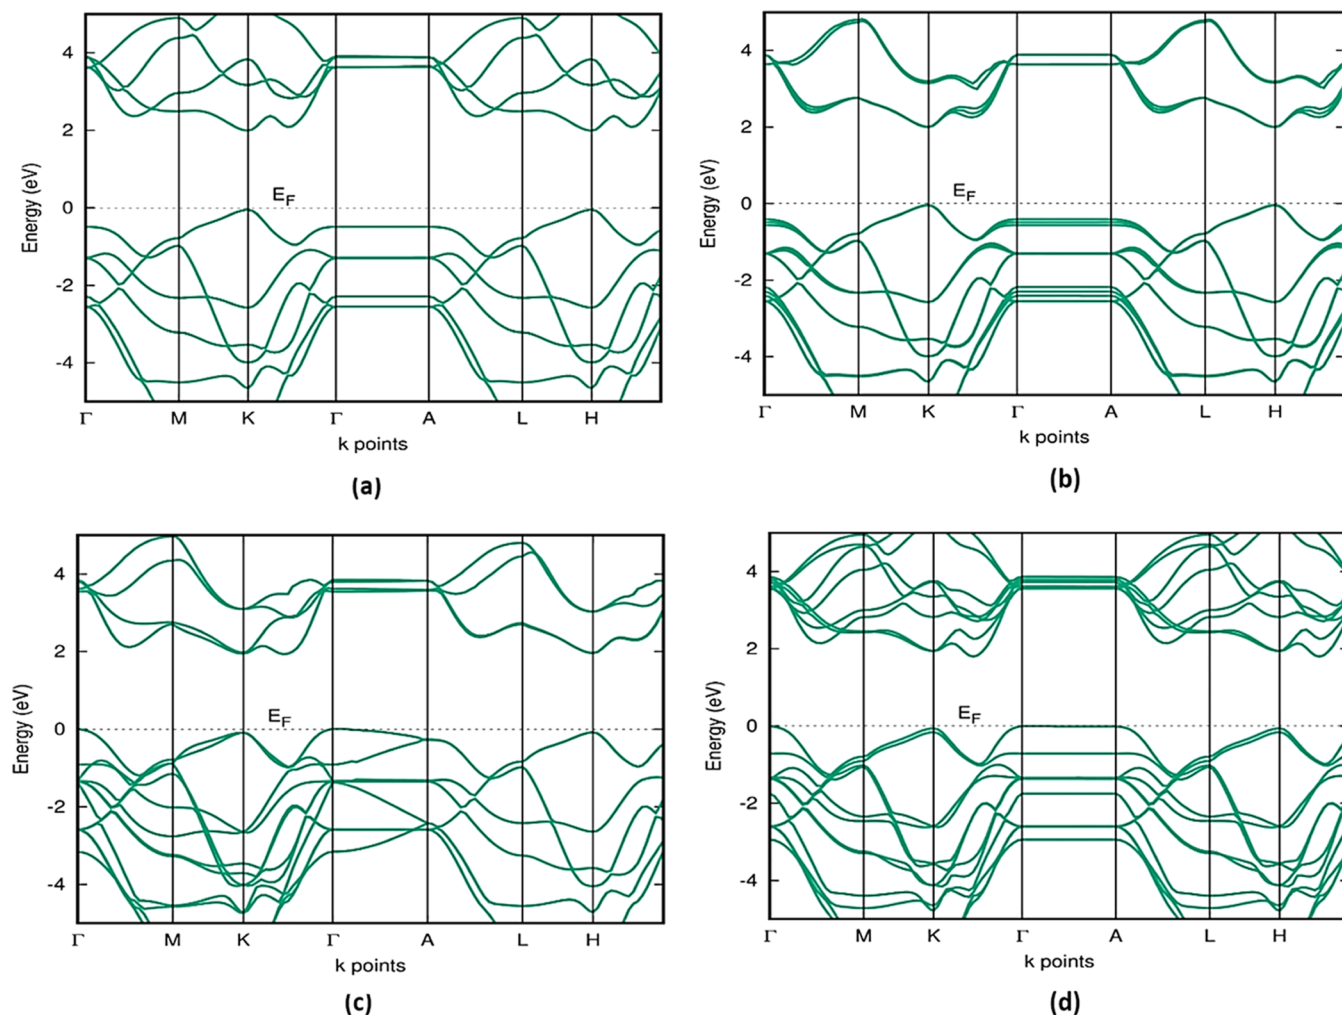 4
2
0
-2
-4
Energy (eV)
E_F
Γ M K Γ A L H
k points
(a)
4
2
0
-2
-4
Energy (eV)
E_F
Γ M K Γ A L H
k points
(b)
4
2
0
-2
-4
Energy (eV)
E_F
Γ M K Γ A L H
k points
(c)
4
2
0
-2
-4
Energy (eV)
E_F
Γ M K Γ A L H
k points
(d)